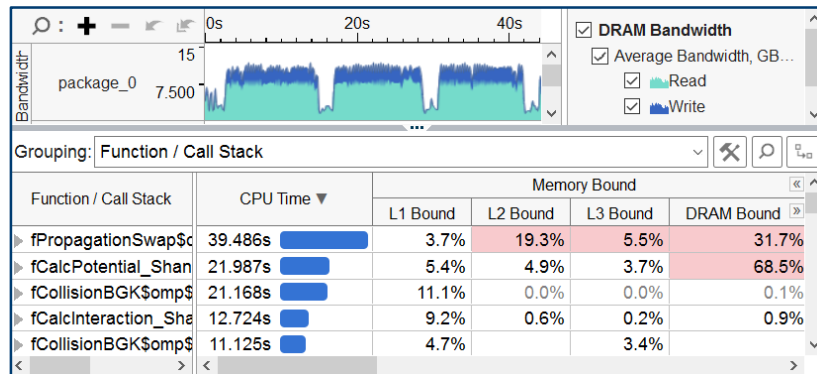 0s 20s 40s
Bandwidth
package_0
15
7.500
DRAM Bandwidth
Average Bandwidth, GB...
Read
Write
Grouping: Function / Call Stack
Function / Call Stack CPU Time Memory Bound
L1 Bound L2 Bound L3 Bound DRAM Bound
fPropagationSwap$o 39.486s 3.7% 19.3% 5.5% 31.7%
fCalcPotential_Shan 21.987s 5.4% 4.9% 3.7% 68.5%
fCollisionBGK$omp$ 21.168s 11.1% 0.0% 0.0% 0.1%
fCalcInteraction_Sha 12.724s 9.2% 0.6% 0.2% 0.9%
fCollisionBGK$omp$ 11.125s 4.7% 3.4%